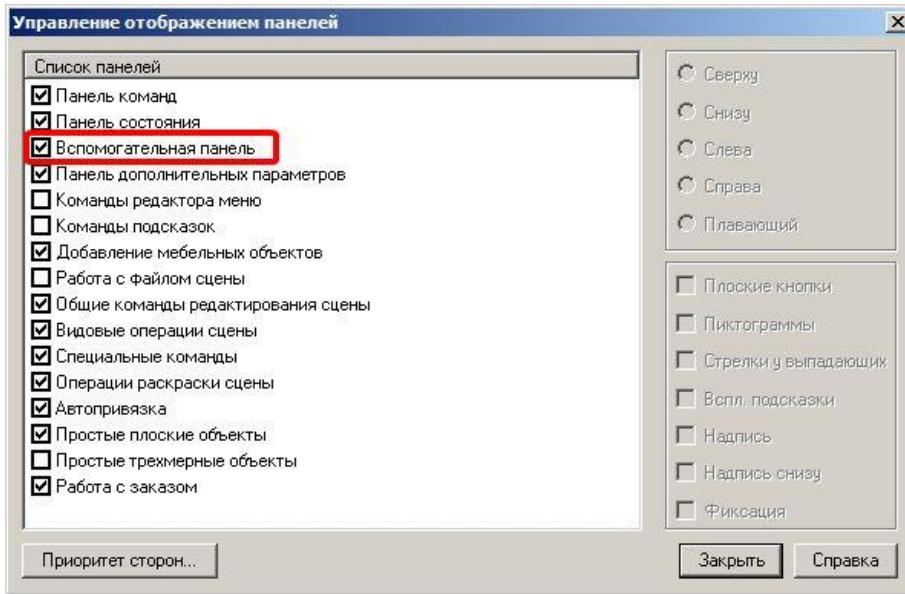 Управление отображением панелей
Список панелей
Панель команд
Панель состояния
Вспомогательная панель
Панель дополнительных параметров
Команды редактора меню
Команды подсказок
Добавление мебельных объектов
Работа с файлом сцены
Общие команды редактирования сцены
Видовые операции сцены
Специальные команды
Операции раскраски сцены
Автопривязка
Простые плоские объекты
Простые трехмерные объекты
Работа с заказом
Сверху
Снизу
Слева
Справа
Плавающий
Плоские кнопки
Пиктограммы
Стрелки у выпадающих
Вспл. подсказки
Надпись
Надпись снизу
Фиксация
Приоритет сторон...
Закрыть
Справка